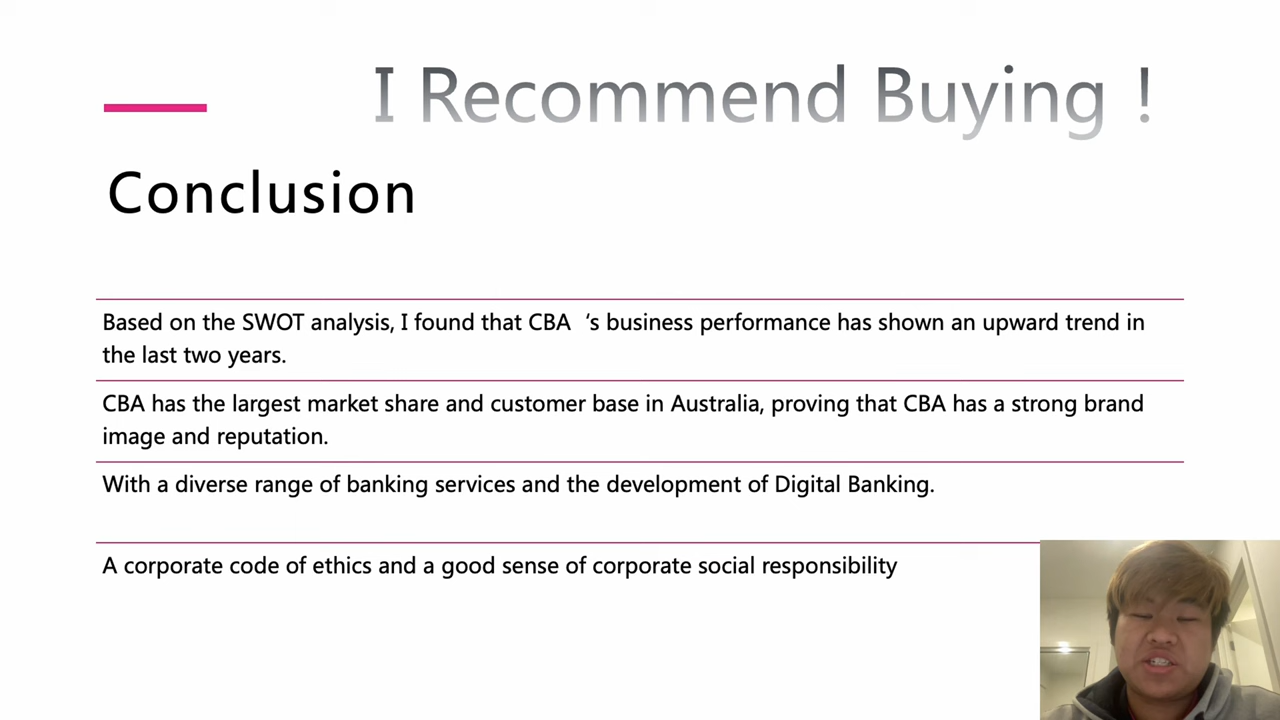 I Recommend Buying !
Conclusion
Based on the SWOT analysis, I found that CBA ‘s business performance has shown an upward trend in
the last two years.
CBA has the largest market share and customer base in Australia, proving that CBA has a strong brand
image and reputation.
With a diverse range of banking services and the development of Digital Banking.
A corporate code of ethics and a good sense of corporate social responsibility